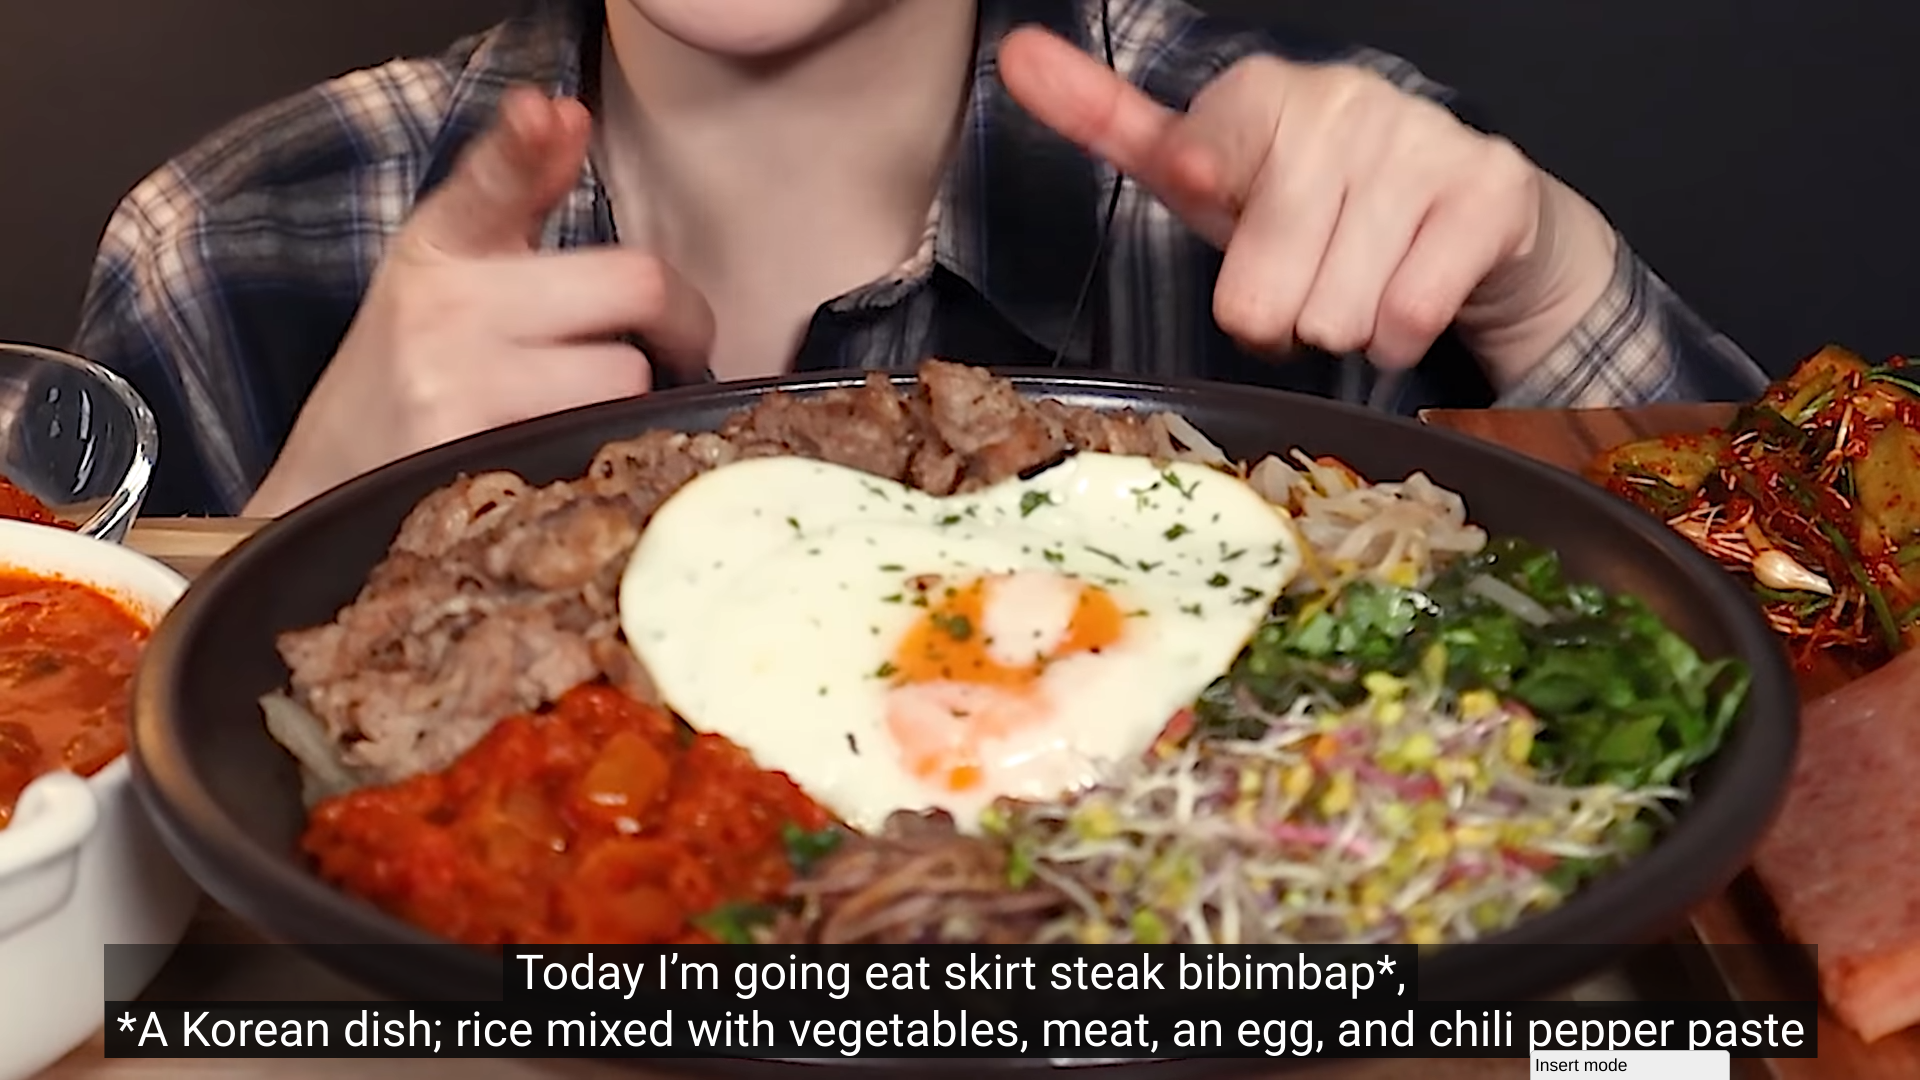 Today I’m going eat skirt steak bibimbap*,
*A Korean dish; rice mixed with vegetables, meat, an egg, and chili pepper paste
Insert mode